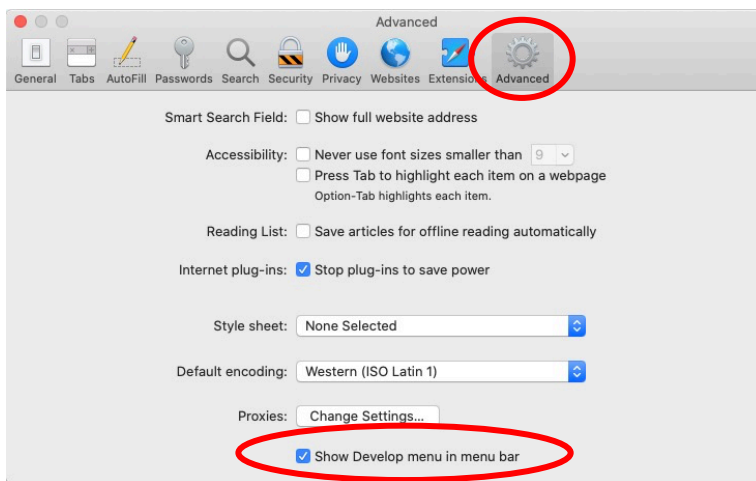 Advanced
General Tabs AutoFill Passwords Search Security Privacy Websites Extensions Advanced
Smart Search Field: Show full website address
Accessibility: Never use font sizes smaller than 9
Press Tab to highlight each item on a webpage
Option-Tab highlights each item.
Reading List: Save articles for offline reading automatically
Internet plug-ins: Stop plug-ins to save power
Style sheet: None Selected
Default encoding: Western (ISO Latin 1)
Proxies: Change Settings...
Show Develop menu in menu bar